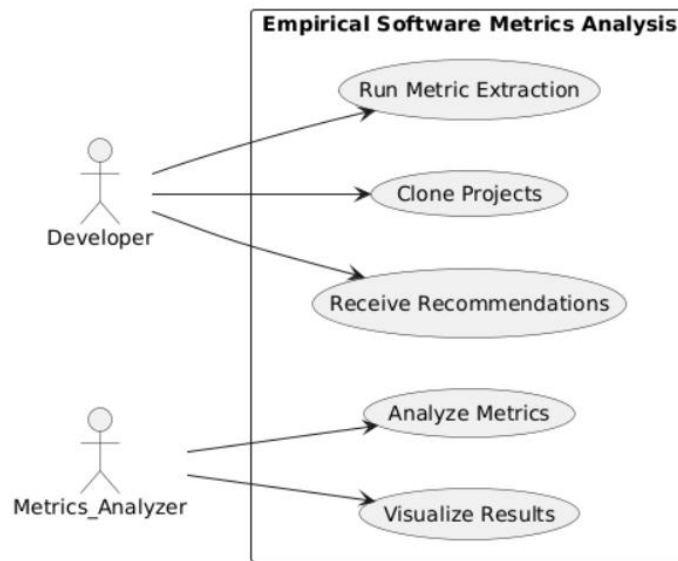 Empirical Software Metrics Analysis
Run Metric Extraction
Clone Projects
Developer
Receive Recommendations
Analyze Metrics
Metrics_Analyzer
Visualize Results